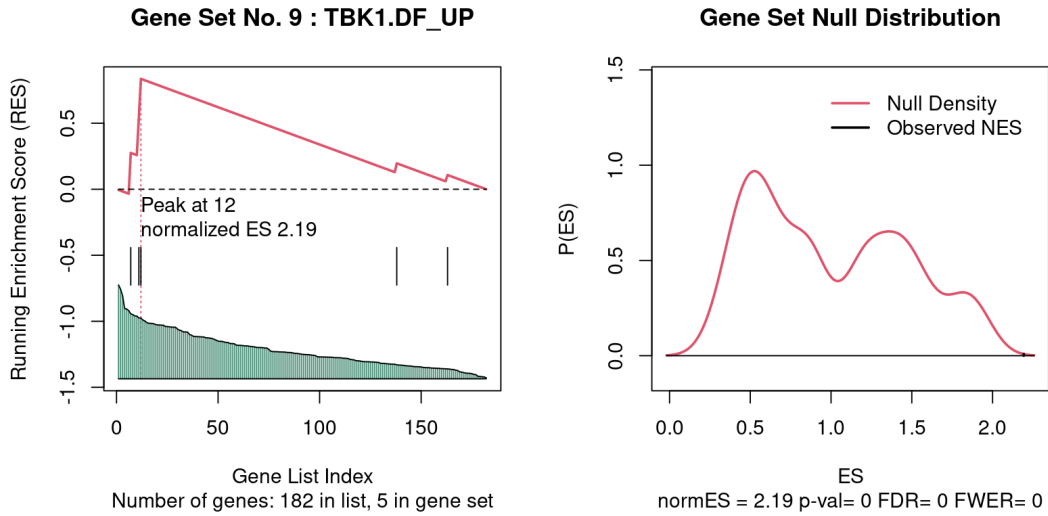 Gene Set No. 9 : TBK1.DF_UP
Running Enrichment Score (RES)
0.5
0.0
-0.5
-1.0
-1.5
Peak at 12
normalized ES 2.19
0
50
100
150
Gene List Index
Number of genes: 182 in list, 5 in gene set
Gene Set Null Distribution
P(ES)
1.5
1.0
0.5
0.0
Null Density
Observed NES
0.0
0.5
1.0
1.5
2.0
ES
normES = 2.19 p-val= 0 FDR= 0 FWER= 0